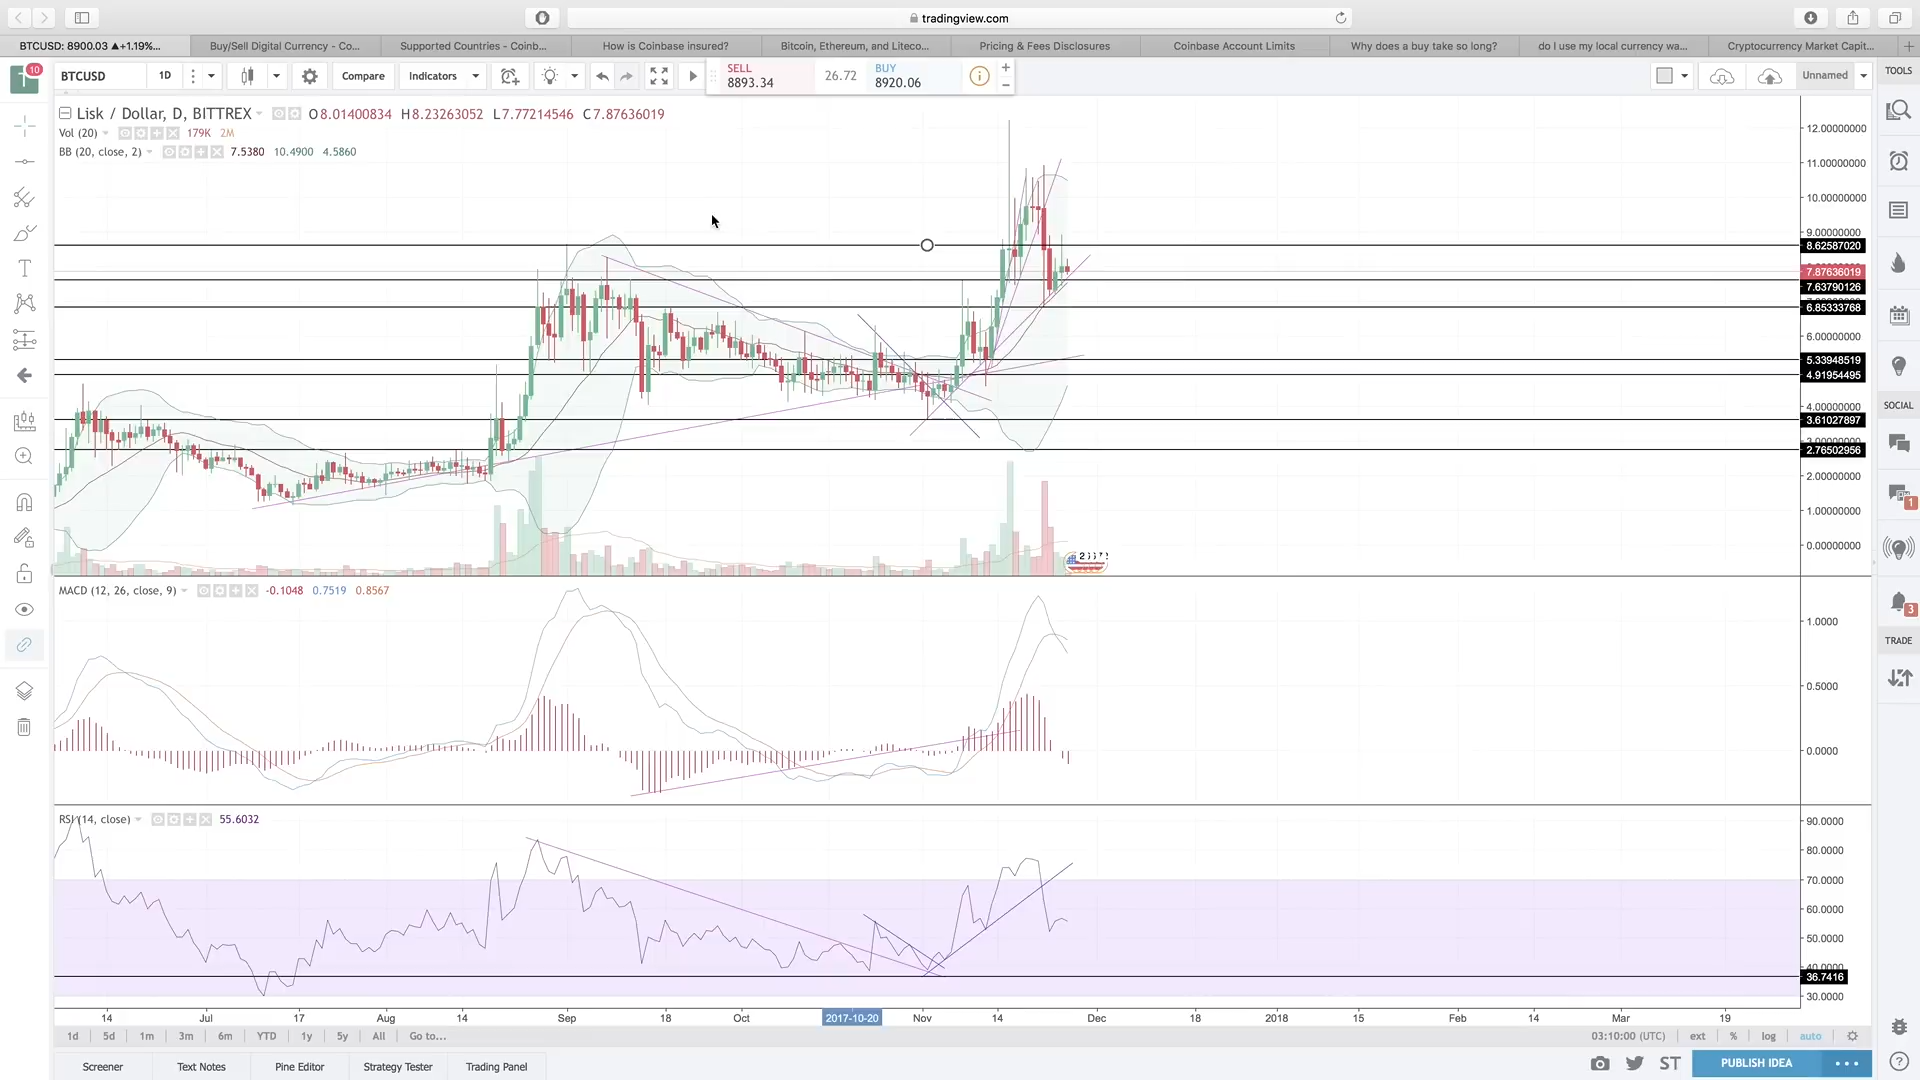 tradingview.com
BTCUSD: 8900.03 ▲+1.19%...
Buy/Sell Digital Currency - Co...
Supported Countries - Coinb...
How is Coinbase insured?
Bitcoin, Ethereum, and Liteco...
Pricing & Fees Disclosures
Coinbase Account Limits
Why does a buy take so long?
do I use my local currency wa...
Cryptocurrency Market Capit...
T 10
BTCUSD 1D Compare Indicators
SELL 8893.34
26.72
BUY 8920.06
Unnamed
TOOLS
Lisk / Dollar, D, BITTREX O8.01400834 H8.23263052 L7.77214546 C7.87636019
Vol (20) 179K 2M
BB (20, close, 2) 7.5380 10.4900 4.5860
12.00000000
11.00000000
10.00000000
9.00000000
8.62587020
7.87636019
7.63790126
6.85333768
6.00000000
5.33948519
4.91954495
4.00000000
3.61027897
2.76502956
2.00000000
1.00000000
0.00000000
SOCIAL
1
3
TRADE
MACD (12, 26, close, 9) -0.1048 0.7519 0.8567
1.0000
0.5000
0.0000
RSI (14, close) 55.6032
90.0000
80.0000
70.0000
60.0000
50.0000
36.7416
30.0000
14 Jul 17 Aug 14 Sep 18 Oct 2017-10-20 Nov 14 Dec 18 2018 15 Feb 14 Mar 19
1d 5d 1m 3m 6m YTD 1y 5y All Go to... 03:10:00 (UTC) ext % log auto
Screener Text Notes Pine Editor Strategy Tester Trading Panel ST PUBLISH IDEA